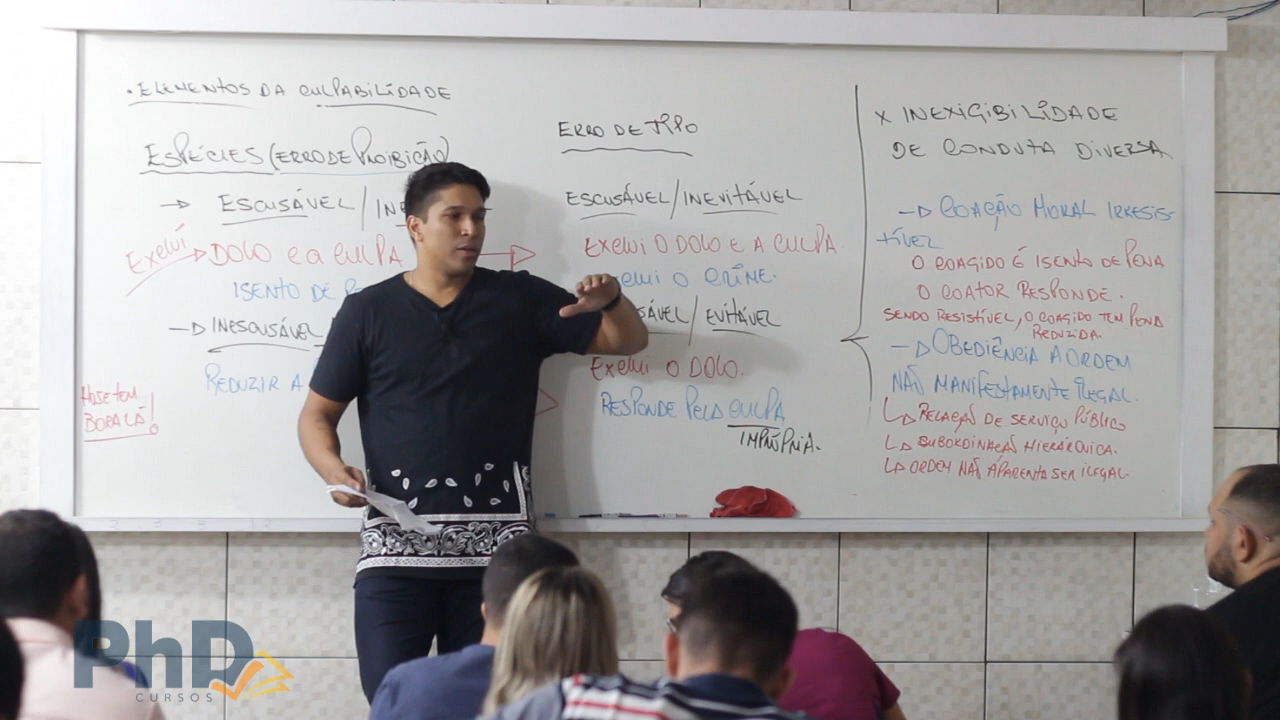 . ELEMENTOS DA CULPABILIDADE
ESPÉCIES (ERRO DE PROIBIÇÃO)
→ ESCUSÁVEL / INE
Exclui → DOLO e a CULPA
ISENTO DE PE
→ INESCUSÁVEL
REDUZIR A
HOJE TEM
BORA LÁ!
ERRO DE TIPO
ESCUSÁVEL / INEVITÁVEL
Exclui O DOLO E A CULPA.
xclui O CRIME.
SÁVEL / EVITÁVEL
Exclui O DOLO.
RESPONDE PELA CULPA
IMPRÓPRIA.
X INEXIGIBILIDADE
DE CONDUTA DIVERSA
→ COAÇÃO MORAL IRRESIS
TÍVEL
O COAGIDO É ISENTO DE PENA
O COATOR RESPONDE.
SENDO RESISTÍVEL, O COAGIDO TEM PENA
REDUZIDA.
→ OBEDIÊNCIA A ORDEM
NÃO MANIFESTAMENTE ILEGAL.
↳ RELAÇÃO DE SERVIÇO PÚBLICO
↳ SUBORDINAÇÃO HIERÁRQUICA.
↳ ORDEM NÃO APARENTA SER ILEGAL.
PhD
CURSOS